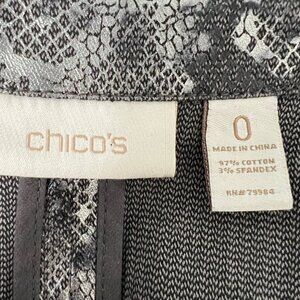 chico's
0
MADE IN CHINA
97% COTTON
3% SPANDEX
RN#79984